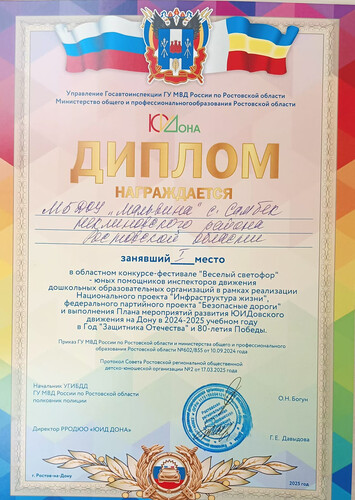 Управление Госавтоинспекции ГУ МВД России по Ростовской области
Министерство общего и профессионального образования Ростовской области
ЮИДОНА
ДИПЛОМ
НАГРАЖДАЕТСЯ
МБДОУ „Мальвина" с. Самбек
Неклиновского района
Ростовской области
занявший I место
в областном конкурсе-фестивале "Веселый светофор"
- юных помощников инспекторов движения
дошкольных образовательных организаций в рамках реализации
Национального проекта "Инфраструктура жизни",
федерального партийного проекта "Безопасные дороги"
и выполнения Плана мероприятий развития ЮИДовского
движения на Дону в 2024-2025 учебном году
в Год "Защитника Отечества" и 80-летия Победы.
Приказ ГУ МВД России по Ростовской области и министерства общего и профессионального
образования Ростовской области №602/855 от 10.09.2024 года
Протокол Совета Ростовской региональной общественной
детско-юношеской организации №2 от 17.03.2025 года
Начальник УГИБДД
ГУ МВД России по Ростовской области
полковник полиции
О.Н. Богун
Директор РРОДЮО «ЮИД ДОНА»
Г.Е. Давидова
г. Ростов-на-Дону
2025 год